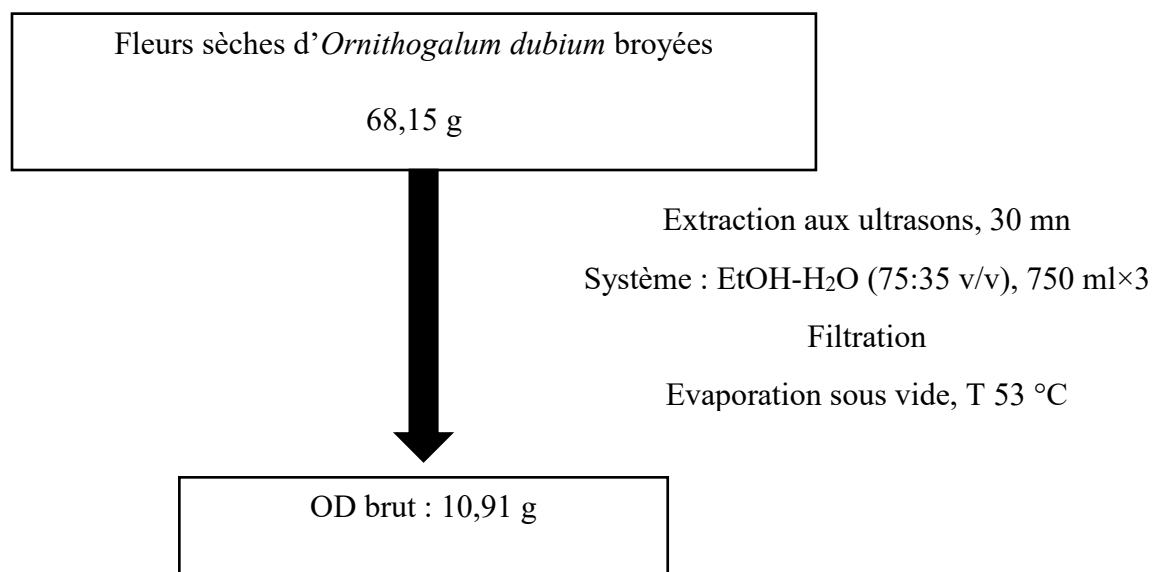 Fleurs sèches d’Ornithogalum dubium broyées
68,15 g
Extraction aux ultrasons, 30 mn
Système : EtOH-H₂O (75:35 v/v), 750 ml×3
Filtration
Evaporation sous vide, T 53 °C
OD brut : 10,91 g